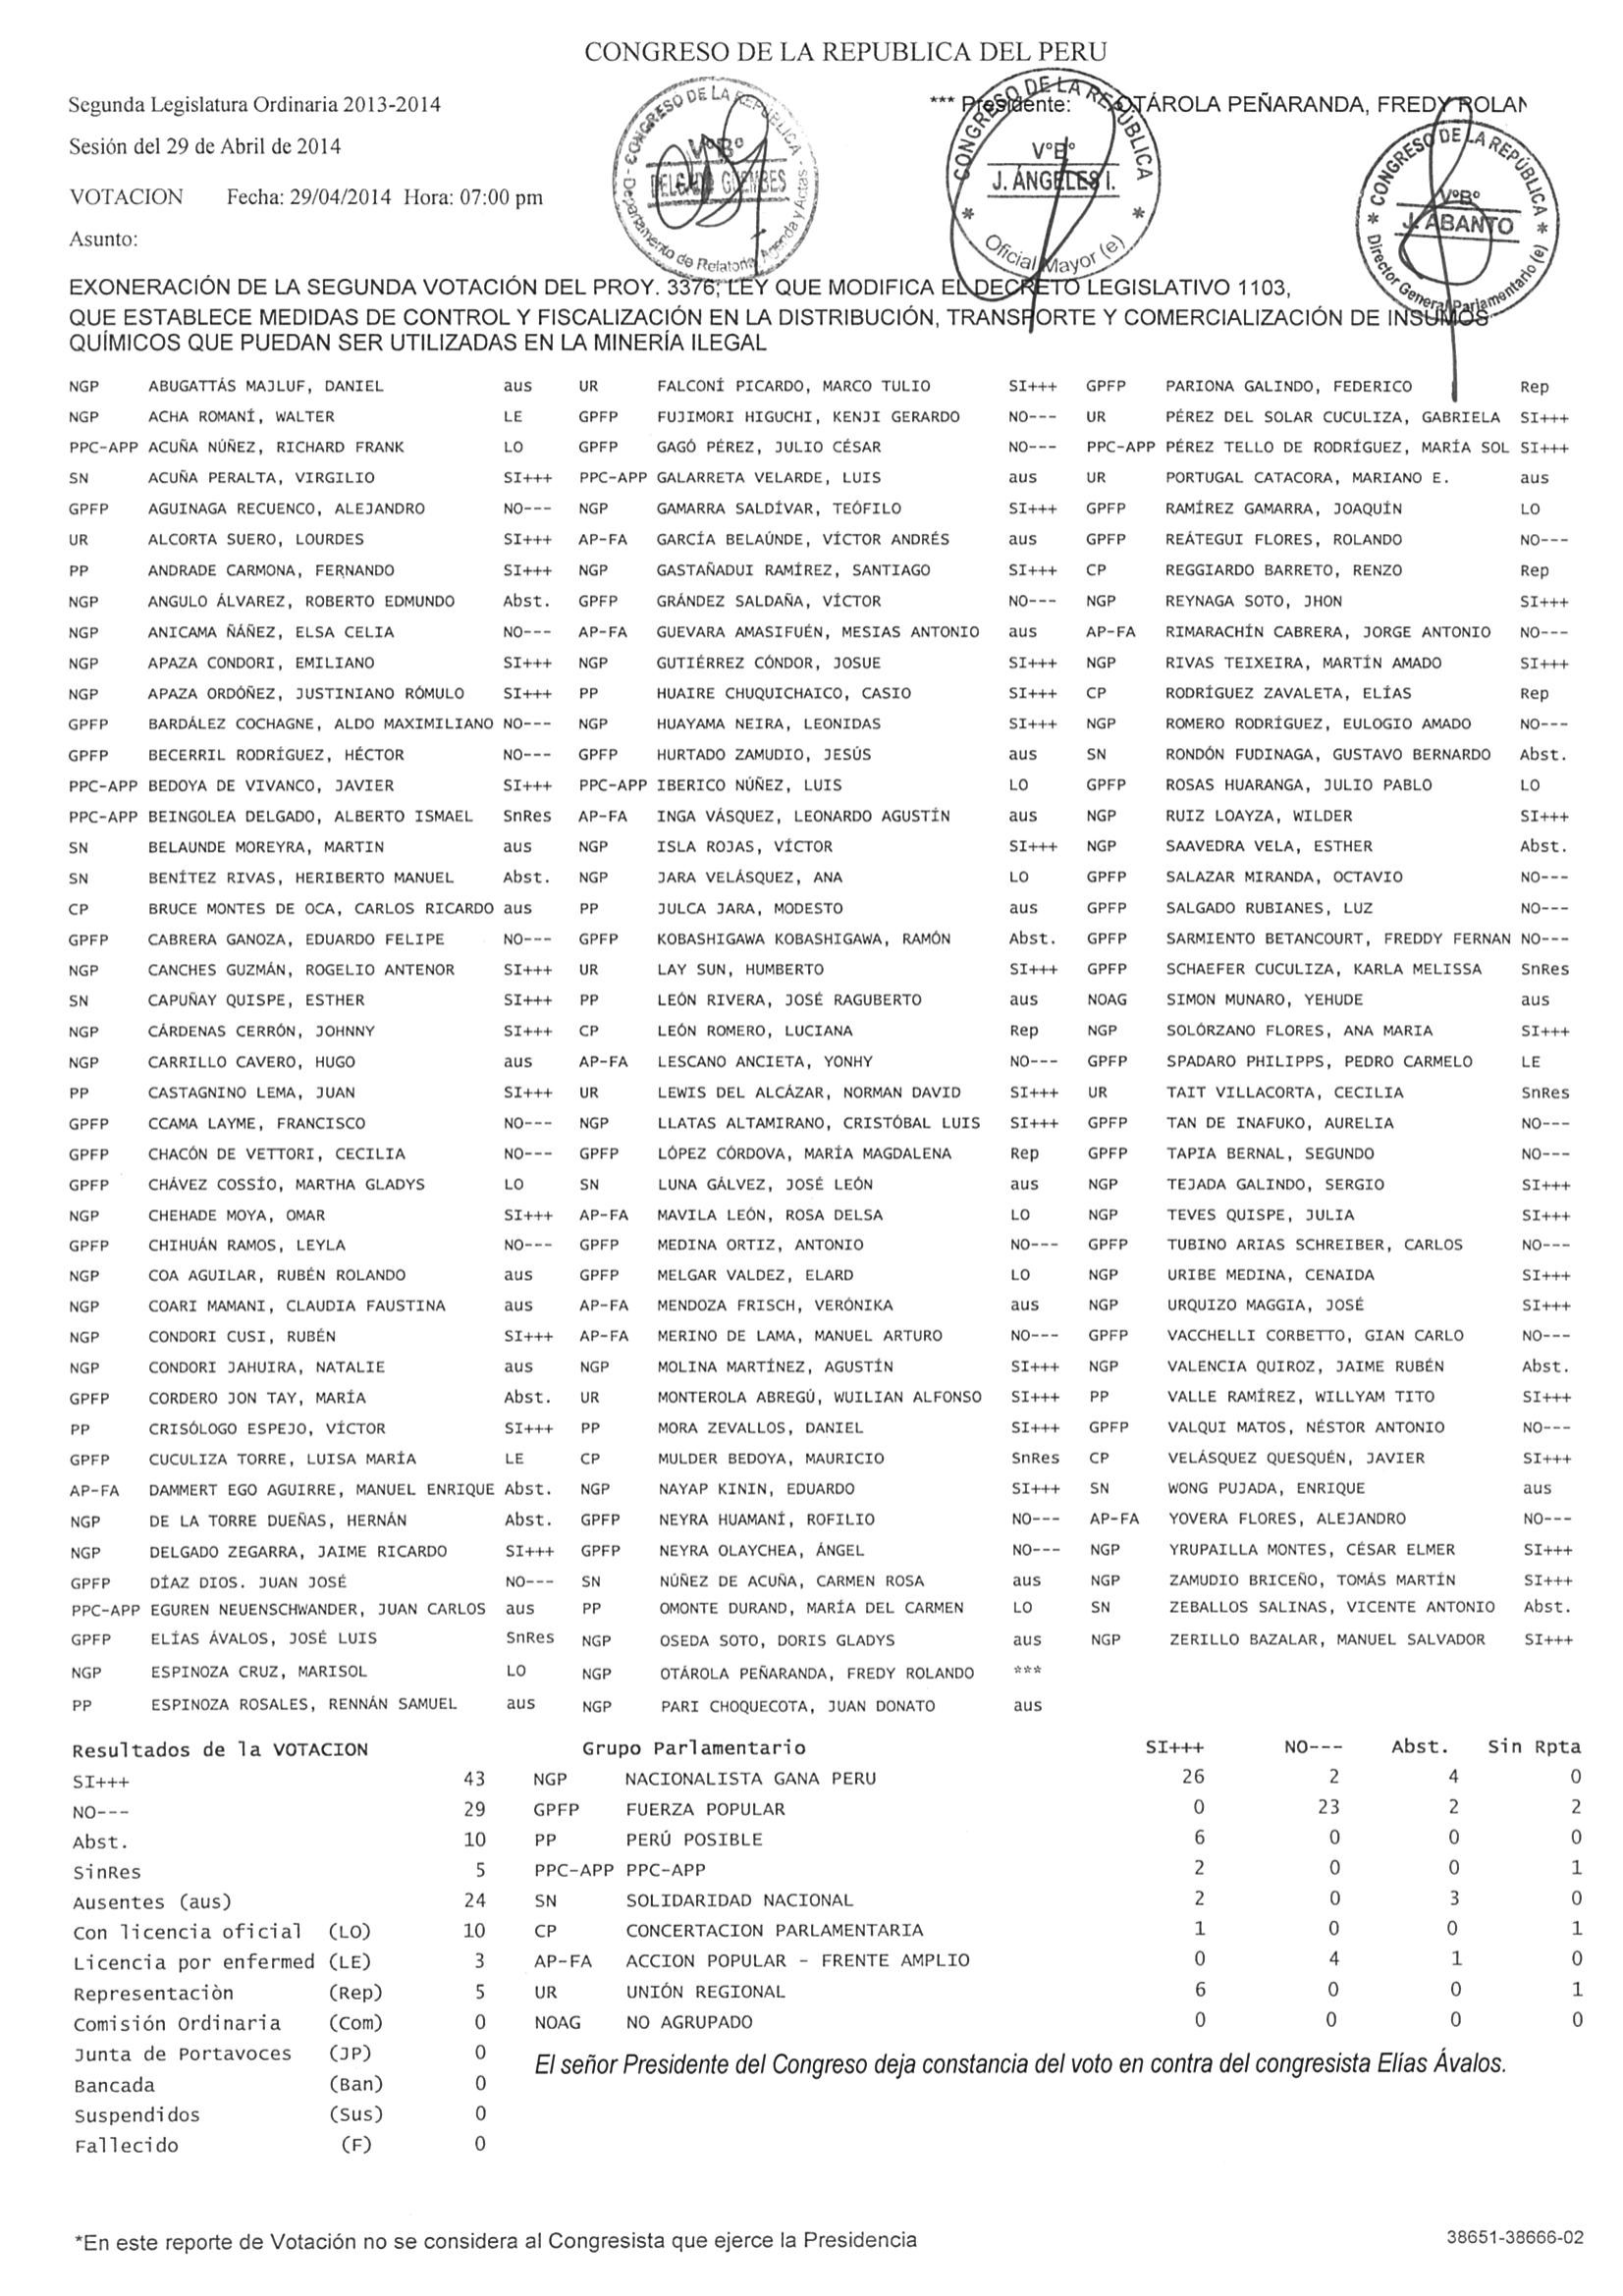 CONGRESO DE LA REPUBLICA DEL PERU
Segunda Legislatura Ordinaria 2013-2014
*** Presidente: OTÁROLA PEÑARANDA, FREDY ROLAN
Sesión del 29 de Abril de 2014
VOTACION Fecha: 29/04/2014 Hora: 07:00 pm
Asunto:
CONGRESO DE LA REPÚBLICA - Departamento de Relatoría, Agenda y Actas -
V°B°
DELGADO GUEMBES
CONGRESO DE LA REPÚBLICA
V°B°
J. ÁNGELES I.
* Oficial Mayor (e) *
* CONGRESO DE LA REPÚBLICA *
V°B°
J. ABANTO
Director General Parlamentario (e)
EXONERACIÓN DE LA SEGUNDA VOTACIÓN DEL PROY. 3376, LEY QUE MODIFICA EL DECRETO LEGISLATIVO 1103,
QUE ESTABLECE MEDIDAS DE CONTROL Y FISCALIZACIÓN EN LA DISTRIBUCIÓN, TRANSPORTE Y COMERCIALIZACIÓN DE INSUMOS
QUÍMICOS QUE PUEDAN SER UTILIZADAS EN LA MINERÍA ILEGAL
NGP ABUGATTÁS MAJLUF, DANIEL aus UR FALCONÍ PICARDO, MARCO TULIO SI+++ GPFP PARIONA GALINDO, FEDERICO Rep
NGP ACHA ROMANÍ, WALTER LE GPFP FUJIMORI HIGUCHI, KENJI GERARDO NO--- UR PÉREZ DEL SOLAR CUCULIZA, GABRIELA SI+++
PPC-APP ACUÑA NÚÑEZ, RICHARD FRANK LO GPFP GAGÓ PÉREZ, JULIO CÉSAR NO--- PPC-APP PÉREZ TELLO DE RODRÍGUEZ, MARÍA SOL SI+++
SN ACUÑA PERALTA, VIRGILIO SI+++ PPC-APP GALARRETA VELARDE, LUIS aus UR PORTUGAL CATACORA, MARIANO E. aus
GPFP AGUINAGA RECUENCO, ALEJANDRO NO--- NGP GAMARRA SALDÍVAR, TEÓFILO SI+++ GPFP RAMÍREZ GAMARRA, JOAQUÍN LO
UR ALCORTA SUERO, LOURDES SI+++ AP-FA GARCÍA BELAÚNDE, VÍCTOR ANDRÉS aus GPFP REÁTEGUI FLORES, ROLANDO NO---
PP ANDRADE CARMONA, FERNANDO SI+++ NGP GASTAÑADUI RAMÍREZ, SANTIAGO SI+++ CP REGGIARDO BARRETO, RENZO Rep
NGP ANGULO ÁLVAREZ, ROBERTO EDMUNDO Abst. GPFP GRÁNDEZ SALDAÑA, VÍCTOR NO--- NGP REYNAGA SOTO, JHON SI+++
NGP ANICAMA ÑÁÑEZ, ELSA CELIA NO--- AP-FA GUEVARA AMASIFUÉN, MESIAS ANTONIO aus AP-FA RIMARACHÍN CABRERA, JORGE ANTONIO NO---
NGP APAZA CONDORI, EMILIANO SI+++ NGP GUTIÉRREZ CÓNDOR, JOSUE SI+++ NGP RIVAS TEIXEIRA, MARTÍN AMADO SI+++
NGP APAZA ORDÓÑEZ, JUSTINIANO RÓMULO SI+++ PP HUAIRE CHUQUICHAICO, CASIO SI+++ CP RODRÍGUEZ ZAVALETA, ELÍAS Rep
GPFP BARDÁLEZ COCHAGNE, ALDO MAXIMILIANO NO--- NGP HUAYAMA NEIRA, LEONIDAS SI+++ NGP ROMERO RODRÍGUEZ, EULOGIO AMADO NO---
GPFP BECERRIL RODRÍGUEZ, HÉCTOR NO--- GPFP HURTADO ZAMUDIO, JESÚS aus SN RONDÓN FUDINAGA, GUSTAVO BERNARDO Abst.
PPC-APP BEDOYA DE VIVANCO, JAVIER SI+++ PPC-APP IBERICO NÚÑEZ, LUIS LO GPFP ROSAS HUARANGA, JULIO PABLO LO
PPC-APP BEINGOLEA DELGADO, ALBERTO ISMAEL SnRes AP-FA INGA VÁSQUEZ, LEONARDO AGUSTÍN aus NGP RUIZ LOAYZA, WILDER SI+++
SN BELAUNDE MOREYRA, MARTIN aus NGP ISLA ROJAS, VÍCTOR SI+++ NGP SAAVEDRA VELA, ESTHER Abst.
SN BENÍTEZ RIVAS, HERIBERTO MANUEL Abst. NGP JARA VELÁSQUEZ, ANA LO GPFP SALAZAR MIRANDA, OCTAVIO NO---
CP BRUCE MONTES DE OCA, CARLOS RICARDO aus PP JULCA JARA, MODESTO aus GPFP SALGADO RUBIANES, LUZ NO---
GPFP CABRERA GANOZA, EDUARDO FELIPE NO--- GPFP KOBASHIGAWA KOBASHIGAWA, RAMÓN Abst. GPFP SARMIENTO BETANCOURT, FREDDY FERNAN NO---
NGP CANCHES GUZMÁN, ROGELIO ANTENOR SI+++ UR LAY SUN, HUMBERTO SI+++ GPFP SCHAEFER CUCULIZA, KARLA MELISSA SnRes
SN CAPUÑAY QUISPE, ESTHER SI+++ PP LEÓN RIVERA, JOSÉ RAGUBERTO aus NOAG SIMON MUNARO, YEHUDE aus
NGP CÁRDENAS CERRÓN, JOHNNY SI+++ CP LEÓN ROMERO, LUCIANA Rep NGP SOLÓRZANO FLORES, ANA MARIA SI+++
NGP CARRILLO CAVERO, HUGO aus AP-FA LESCANO ANCIETA, YONHY NO--- GPFP SPADARO PHILIPPS, PEDRO CARMELO LE
PP CASTAGNINO LEMA, JUAN SI+++ UR LEWIS DEL ALCÁZAR, NORMAN DAVID SI+++ UR TAIT VILLACORTA, CECILIA SnRes
GPFP CCAMA LAYME, FRANCISCO NO--- NGP LLATAS ALTAMIRANO, CRISTÓBAL LUIS SI+++ GPFP TAN DE INAFUKO, AURELIA NO---
GPFP CHACÓN DE VETTORI, CECILIA NO--- GPFP LÓPEZ CÓRDOVA, MARÍA MAGDALENA Rep GPFP TAPIA BERNAL, SEGUNDO NO---
GPFP CHÁVEZ COSSÍO, MARTHA GLADYS LO SN LUNA GÁLVEZ, JOSÉ LEÓN aus NGP TEJADA GALINDO, SERGIO SI+++
NGP CHEHADE MOYA, OMAR SI+++ AP-FA MAVILA LEÓN, ROSA DELSA LO NGP TEVES QUISPE, JULIA SI+++
GPFP CHIHUÁN RAMOS, LEYLA NO--- GPFP MEDINA ORTIZ, ANTONIO NO--- GPFP TUBINO ARIAS SCHREIBER, CARLOS NO---
NGP COA AGUILAR, RUBÉN ROLANDO aus GPFP MELGAR VALDEZ, ELARD LO NGP URIBE MEDINA, CENAIDA SI+++
NGP COARI MAMANI, CLAUDIA FAUSTINA aus AP-FA MENDOZA FRISCH, VERÓNIKA aus NGP URQUIZO MAGGIA, JOSÉ SI+++
NGP CONDORI CUSI, RUBÉN SI+++ AP-FA MERINO DE LAMA, MANUEL ARTURO NO--- GPFP VACCHELLI CORBETTO, GIAN CARLO NO---
NGP CONDORI JAHUIRA, NATALIE aus NGP MOLINA MARTÍNEZ, AGUSTÍN SI+++ NGP VALENCIA QUIROZ, JAIME RUBÉN Abst.
GPFP CORDERO JON TAY, MARÍA Abst. UR MONTEROLA ABREGÚ, WUILIAN ALFONSO SI+++ PP VALLE RAMÍREZ, WILLYAM TITO SI+++
PP CRISÓLOGO ESPEJO, VÍCTOR SI+++ PP MORA ZEVALLOS, DANIEL SI+++ GPFP VALQUI MATOS, NÉSTOR ANTONIO NO---
GPFP CUCULIZA TORRE, LUISA MARÍA LE CP MULDER BEDOYA, MAURICIO SnRes CP VELÁSQUEZ QUESQUÉN, JAVIER SI+++
AP-FA DAMMERT EGO AGUIRRE, MANUEL ENRIQUE Abst. NGP NAYAP KININ, EDUARDO SI+++ SN WONG PUJADA, ENRIQUE aus
NGP DE LA TORRE DUEÑAS, HERNÁN Abst. GPFP NEYRA HUAMANÍ, ROFILIO NO--- AP-FA YOVERA FLORES, ALEJANDRO NO---
NGP DELGADO ZEGARRA, JAIME RICARDO SI+++ GPFP NEYRA OLAYCHEA, ÁNGEL NO--- NGP YRUPAILLA MONTES, CÉSAR ELMER SI+++
GPFP DÍAZ DIOS. JUAN JOSÉ NO--- SN NÚÑEZ DE ACUÑA, CARMEN ROSA aus NGP ZAMUDIO BRICEÑO, TOMÁS MARTÍN SI+++
PPC-APP EGUREN NEUENSCHWANDER, JUAN CARLOS aus PP OMONTE DURAND, MARÍA DEL CARMEN LO SN ZEBALLOS SALINAS, VICENTE ANTONIO Abst.
GPFP ELÍAS ÁVALOS, JOSÉ LUIS SnRes NGP OSEDA SOTO, DORIS GLADYS aus NGP ZERILLO BAZALAR, MANUEL SALVADOR SI+++
NGP ESPINOZA CRUZ, MARISOL LO NGP OTÁROLA PEÑARANDA, FREDY ROLANDO ***
PP ESPINOZA ROSALES, RENNÁN SAMUEL aus NGP PARI CHOQUECOTA, JUAN DONATO aus
Resultados de la VOTACION Grupo Parlamentario SI+++ NO--- Abst. Sin Rpta
SI+++ 43 NGP NACIONALISTA GANA PERU 26 2 4 0
NO--- 29 GPFP FUERZA POPULAR 0 23 2 2
Abst. 10 PP PERÚ POSIBLE 6 0 0 0
SinRes 5 PPC-APP PPC-APP 2 0 0 1
Ausentes (aus) 24 SN SOLIDARIDAD NACIONAL 2 0 3 0
Con licencia oficial (LO) 10 CP CONCERTACION PARLAMENTARIA 1 0 0 1
Licencia por enfermed (LE) 3 AP-FA ACCION POPULAR - FRENTE AMPLIO 0 4 1 0
Representaciòn (Rep) 5 UR UNIÓN REGIONAL 6 0 0 1
Comisión Ordinaria (Com) 0 NOAG NO AGRUPADO 0 0 0 0
Junta de Portavoces (JP) 0
El señor Presidente del Congreso deja constancia del voto en contra del congresista Elías Ávalos.
Bancada (Ban) 0
Suspendidos (Sus) 0
Fallecido (F) 0
*En este reporte de Votación no se considera al Congresista que ejerce la Presidencia
38651-38666-02